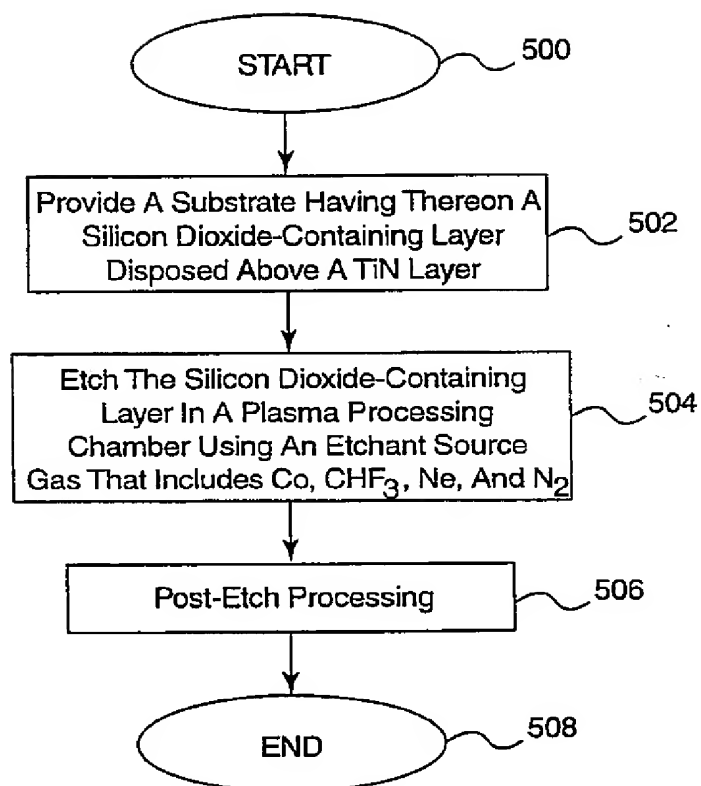 START
500
Provide A Substrate Having Thereon A
Silicon Dioxide-Containing Layer
Disposed Above A TiN Layer
502
Etch The Silicon Dioxide-Containing
Layer In A Plasma Processing
Chamber Using An Etchant Source
Gas That Includes Co, CHF3, Ne, And N2
504
Post-Etch Processing
506
END
508